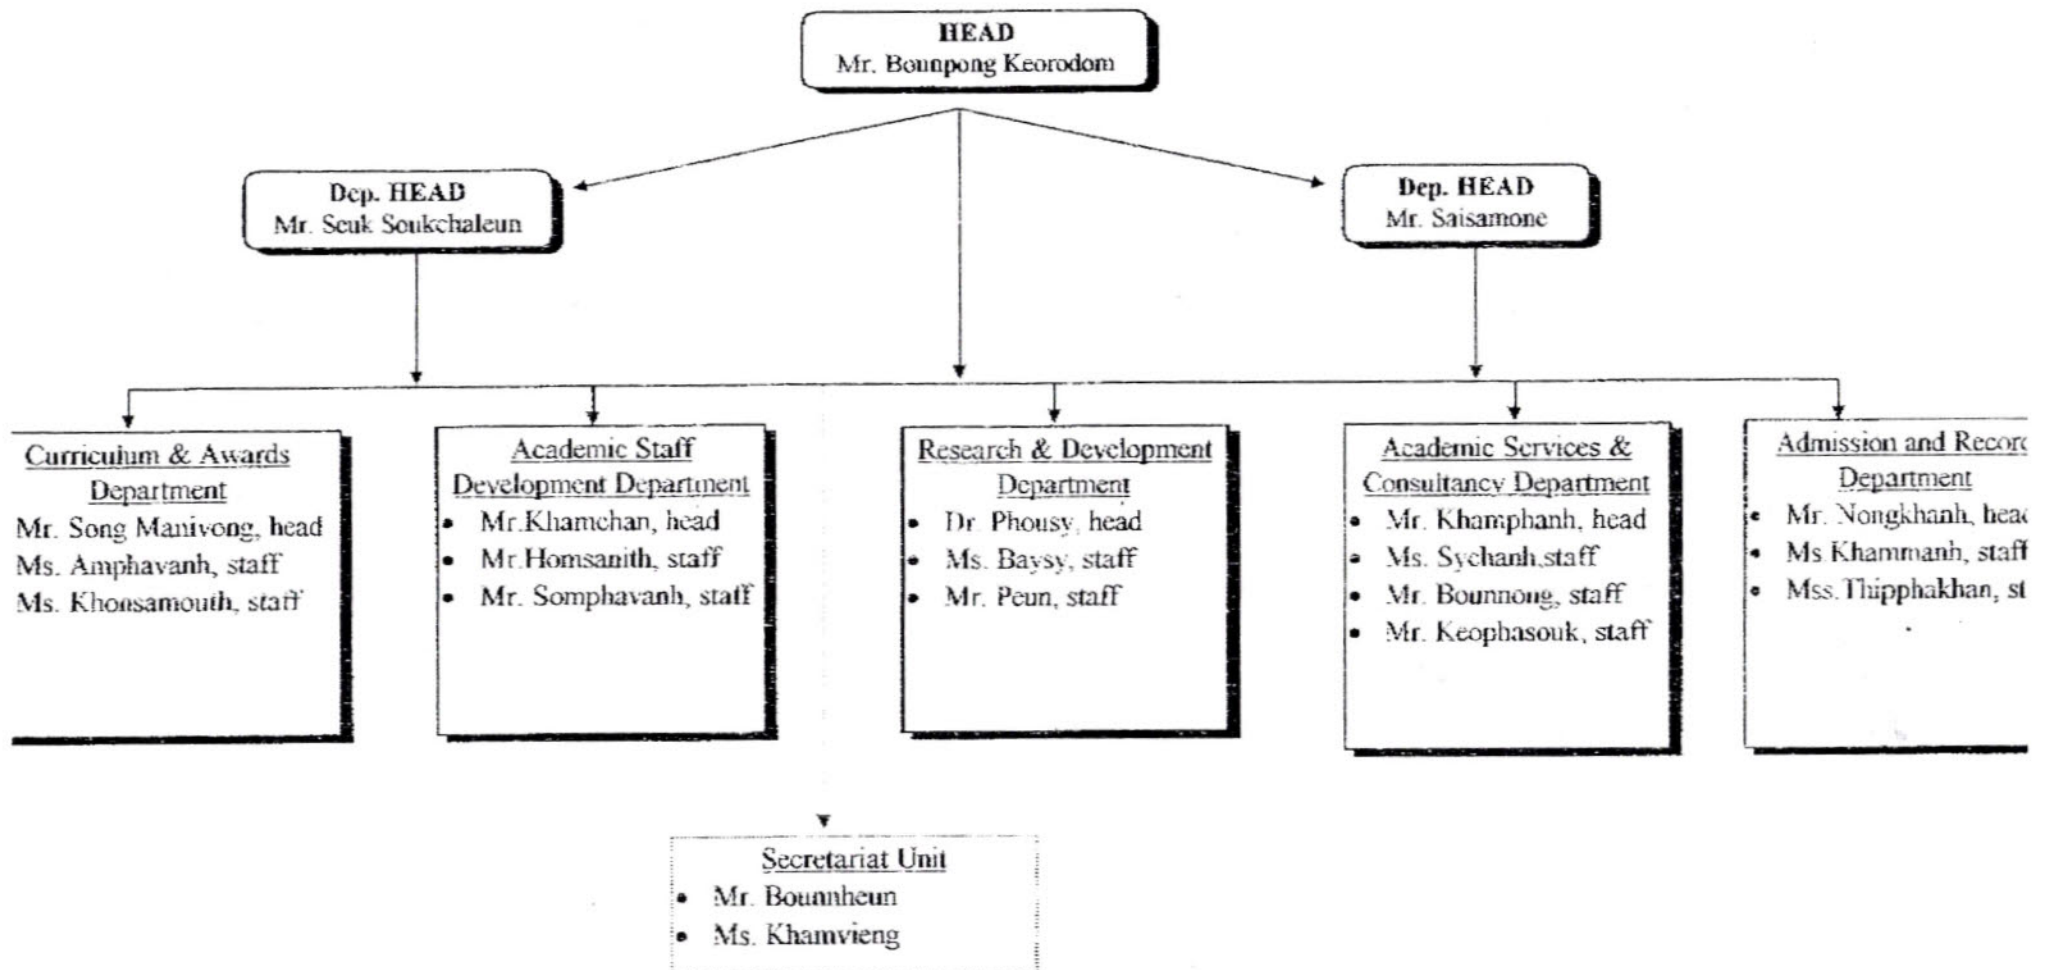 HEAD
Mr. Bounpong Keorodom
Dep. HEAD
Mr. Seuk Soukchaleun
Dep. HEAD
Mr. Saisamone
Curriculum & Awards
Department
Mr. Song Manivong, head
Ms. Amphavanh, staff
Ms. Khonsamouth, staff
Academic Staff
Development Department
• Mr.Khamchan, head
• Mr.Homsanith, staff
• Mr. Somphavanh, staff
Research & Development
Department
• Dr. Phousy, head
• Ms. Baysy, staff
• Mr. Peun, staff
Academic Services &
Consultancy Department
• Mr. Khamphanh, head
• Ms. Sychanh,staff
• Mr. Bounnong, staff
• Mr. Keophasouk, staff
Admission and Record
Department
• Mr. Nongkhanh, head
• Ms.Khammanh, staff
• Mss.Thipphakhan, st
Secretariat Unit
• Mr. Bounnheun
• Ms. Khamvieng